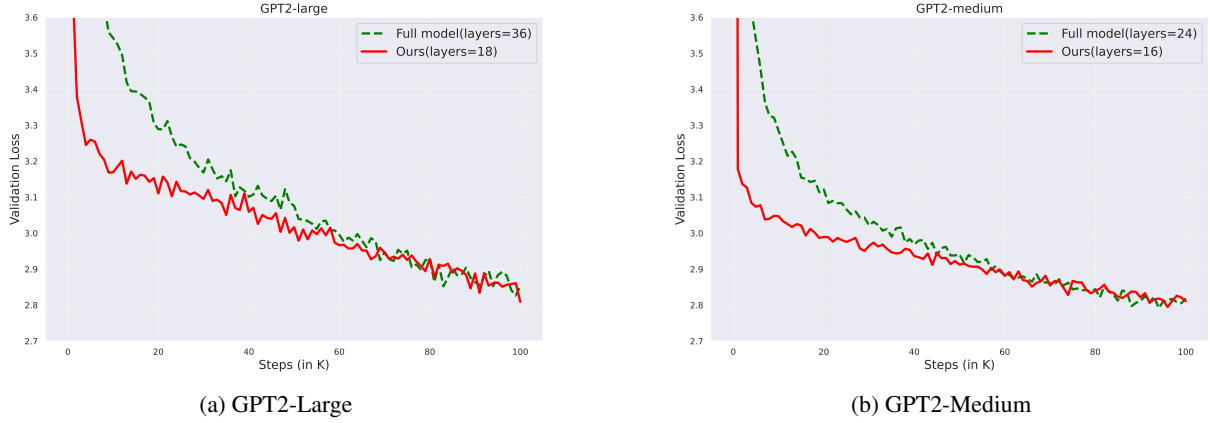 GPT2-large
3.6
3.5
3.4
3.3
3.2
3.1
3.0
2.9
2.8
2.7
Validation Loss
Full model(layers=36)
Ours(layers=18)
0 20 40 60 80 100
Steps (in K)
(a) GPT2-Large
GPT2-medium
3.6
3.5
3.4
3.3
3.2
3.1
3.0
2.9
2.8
2.7
Validation Loss
Full model(layers=24)
Ours(layers=16)
0 20 40 60 80 100
Steps (in K)
(b) GPT2-Medium